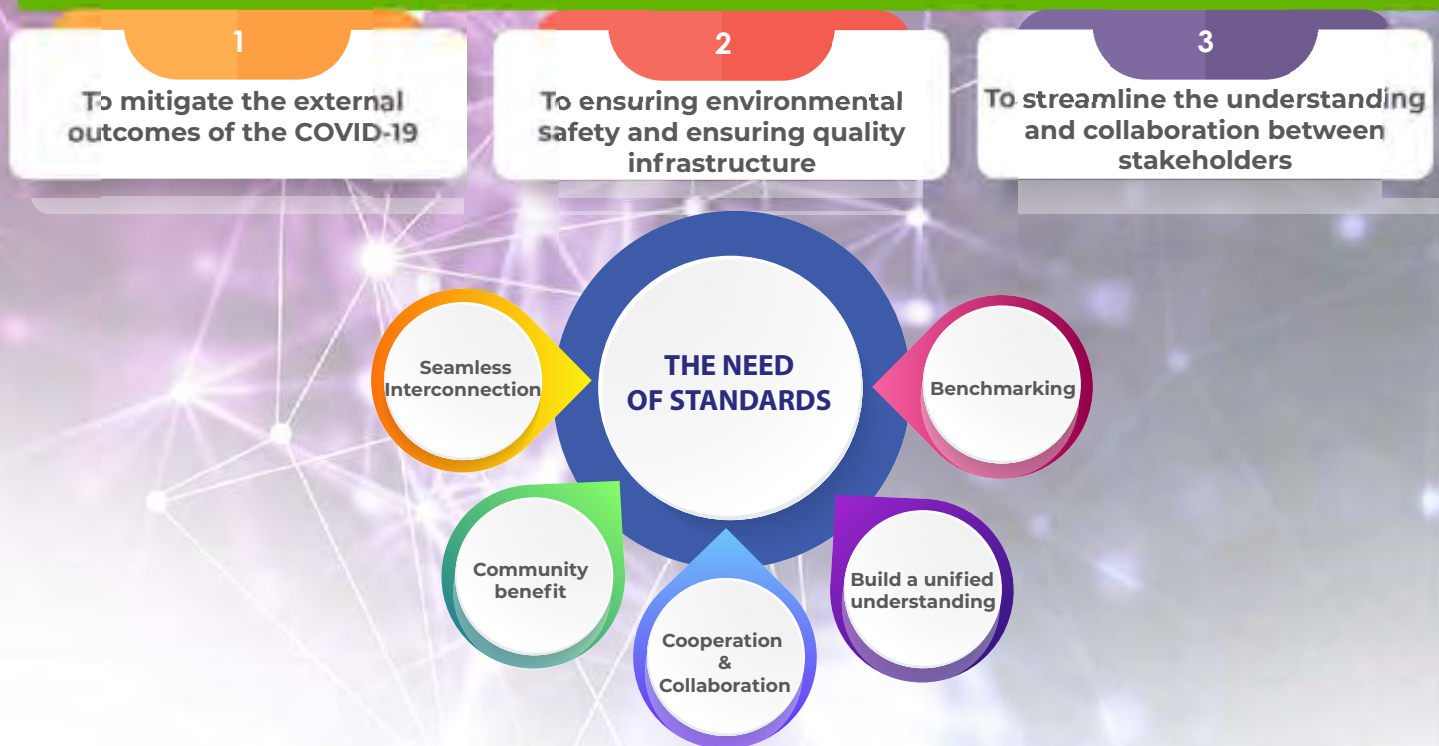 1
To mitigate the external
outcomes of the COVID-19
2
To ensuring environmental
safety and ensuring quality
infrastructure
3
To streamline the understanding
and collaboration between
stakeholders
THE NEED
OF STANDARDS
Seamless
Interconnection
Community
benefit
Cooperation
&
Collaboration
Build a unified
understanding
Benchmarking